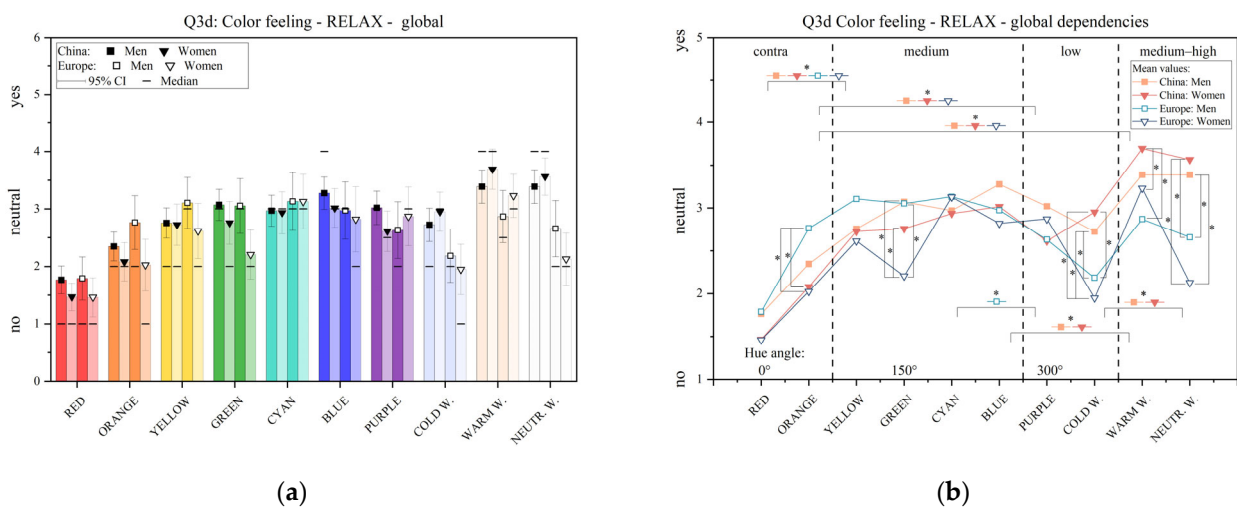 Q3d: Color feeling - RELAX - global
China: Men Women
Europe: Men Women
95% CI Median
yes
neutral
no
6
5
4
3
2
1
0
RED
ORANGE
YELLOW
GREEN
CYAN
BLUE
PURPLE
COLD W.
WARM W.
NEUTR. W.
(a)
Q3d Color feeling - RELAX - global dependencies
contra medium low medium–high
Mean values:
China: Men
China: Women
Europe: Men
Europe: Women
* * * * * * * * * * * * * * * * * * * *
yes
neutral
no
5
4
3
2
1
Hue angle:
0° 150° 300°
RED
ORANGE
YELLOW
GREEN
CYAN
BLUE
PURPLE
COLD W.
WARM W.
NEUTR. W.
(b)